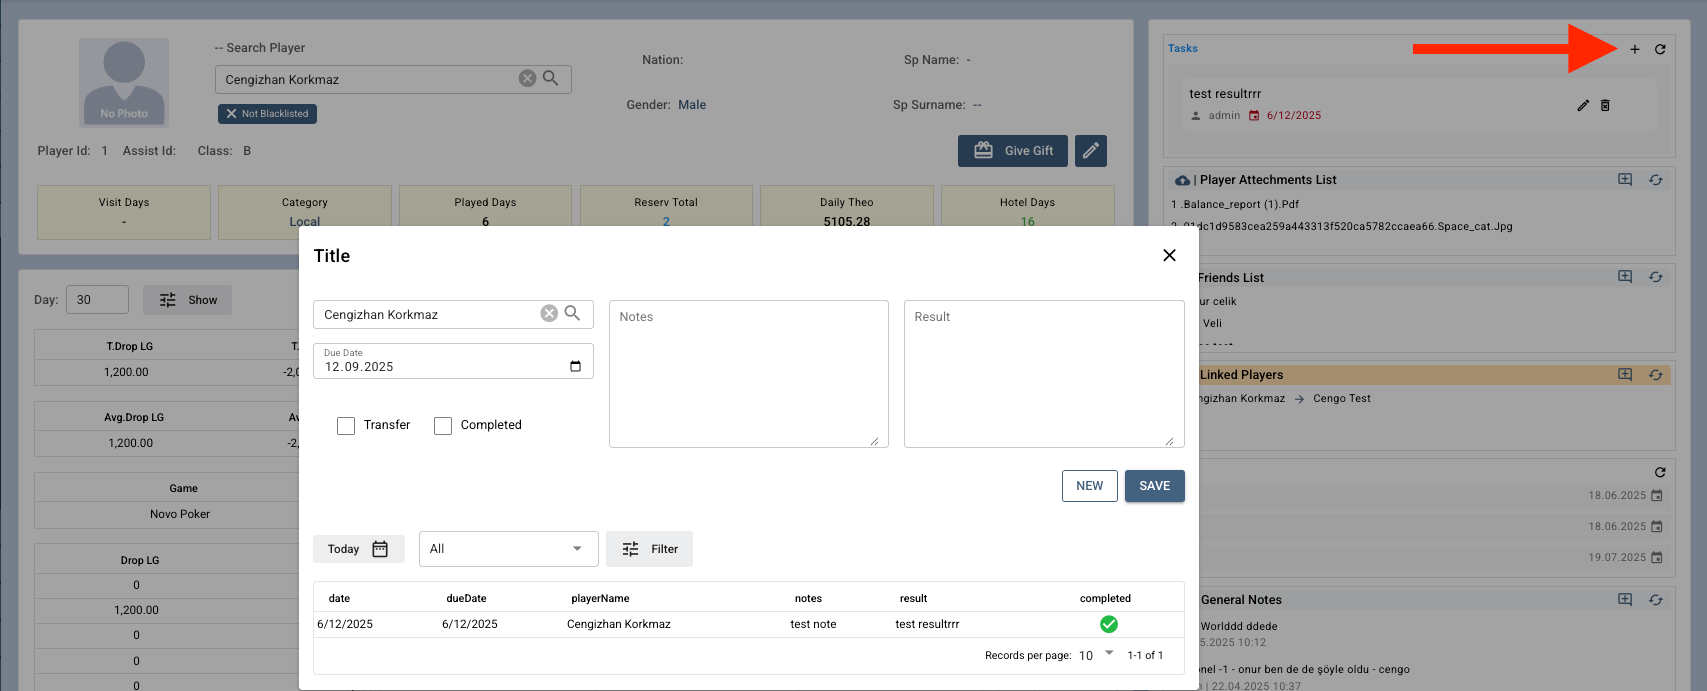 -- Search Player
Cengizhan Korkmaz
No Photo
Not Blacklisted
Nation:
Sp Name: -
Gender: Male
Sp Surname: --
Player Id: 1 Assist Id: Class: B
Give Gift
Visit Days
-
Category
Local
Played Days
6
Reserv Total
2
Daily Theo
5105.28
Hotel Days
16
Day: 30 Show
T.Drop LG T.
1,200.00 -2,0
Avg.Drop LG Av
1,200.00 -2,
Game
Novo Poker
Drop LG
0
1,200.00
0
0
0
Title
Cengizhan Korkmaz
Due Date
12.09.2025
Transfer Completed
Notes
Result
NEW SAVE
Today All Filter
date dueDate playerName notes result completed
6/12/2025 6/12/2025 Cengizhan Korkmaz test note test resultrrr
Records per page: 10 1-1 of 1
Tasks
test resultrrr
admin 6/12/2025
| Player Attechments List
1 .Balance_report (1).Pdf
2 .01dc1d9583cea259a443313f520ca5782ccaea66.Space_cat.Jpg
Friends List
ur celik
Veli
Linked Players
ngizhan Korkmaz → Cengo Test
18.06.2025
18.06.2025
19.07.2025
General Notes
Worlddd ddede
5.2025 10:12
onel -1 - onur ben de de şöyle oldu - cengo
| 22.04.2025 10:37